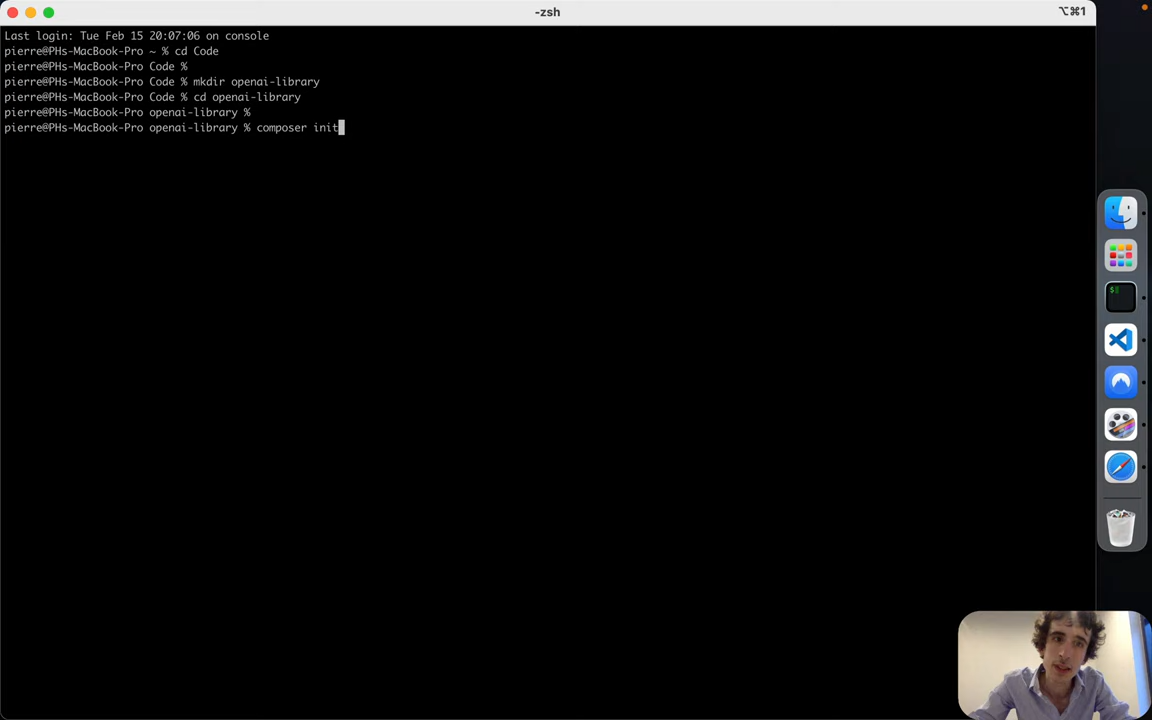 -zsh
⌥⌘1
Last login: Tue Feb 15 20:07:06 on console
pierre@PHs-MacBook-Pro ~ % cd Code
pierre@PHs-MacBook-Pro Code %
pierre@PHs-MacBook-Pro Code % mkdir openai-library
pierre@PHs-MacBook-Pro Code % cd openai-library
pierre@PHs-MacBook-Pro openai-library %
pierre@PHs-MacBook-Pro openai-library % composer init
$